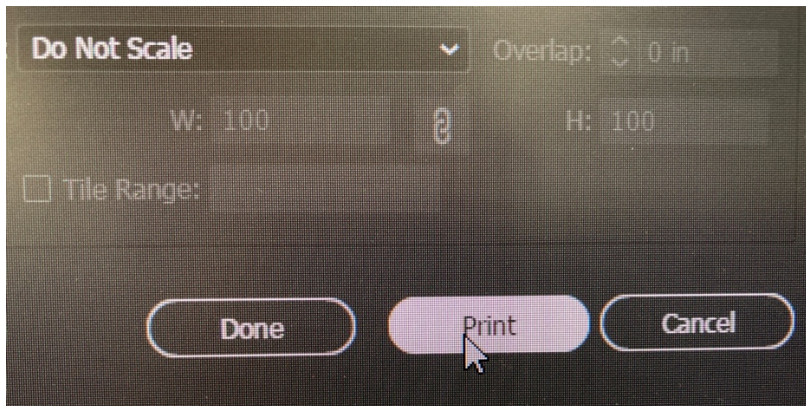 : Do Not Scale Overlap: 0 in
W: 100 H: 100
Tile Range:
Done Print Cancel